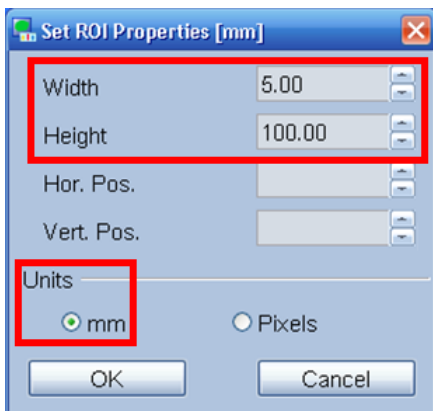 Set ROI Properties [mm]
Width 5.00
Height 100.00
Hor. Pos.
Vert. Pos.
Units
mm Pixels
OK Cancel